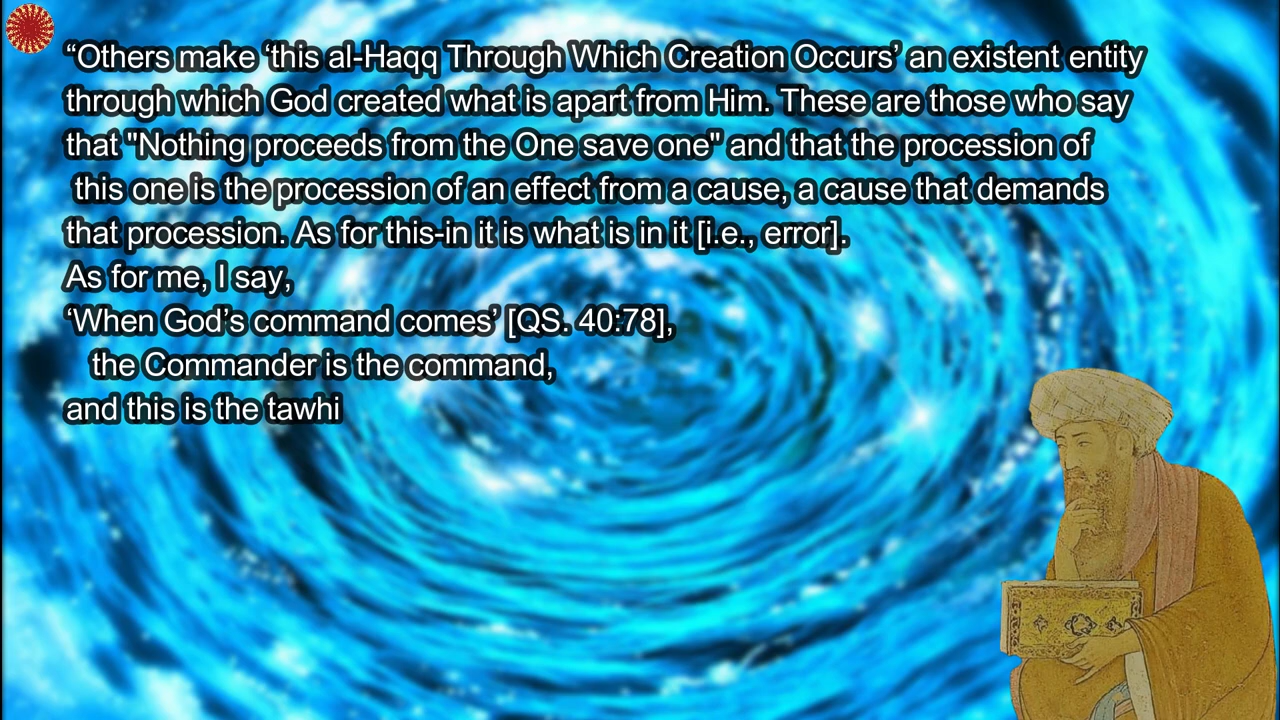 “Others make ‘this al-Haqq Through Which Creation Occurs’ an existent entity
through which God created what is apart from Him. These are those who say
that "Nothing proceeds from the One save one" and that the procession of
this one is the procession of an effect from a cause, a cause that demands
that procession. As for this-in it is what is in it [i.e., error].
As for me, I say,
‘When God’s command comes’ [QS. 40:78],
the Commander is the command,
and this is the tawhi